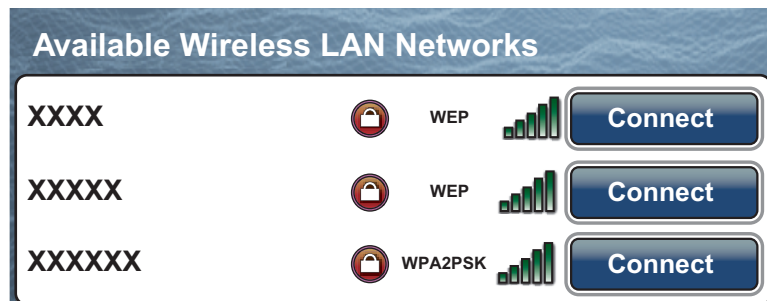 Available Wireless LAN Networks
XXXX WEP Connect
XXXXX WEP Connect
XXXXXX WPA2PSK Connect